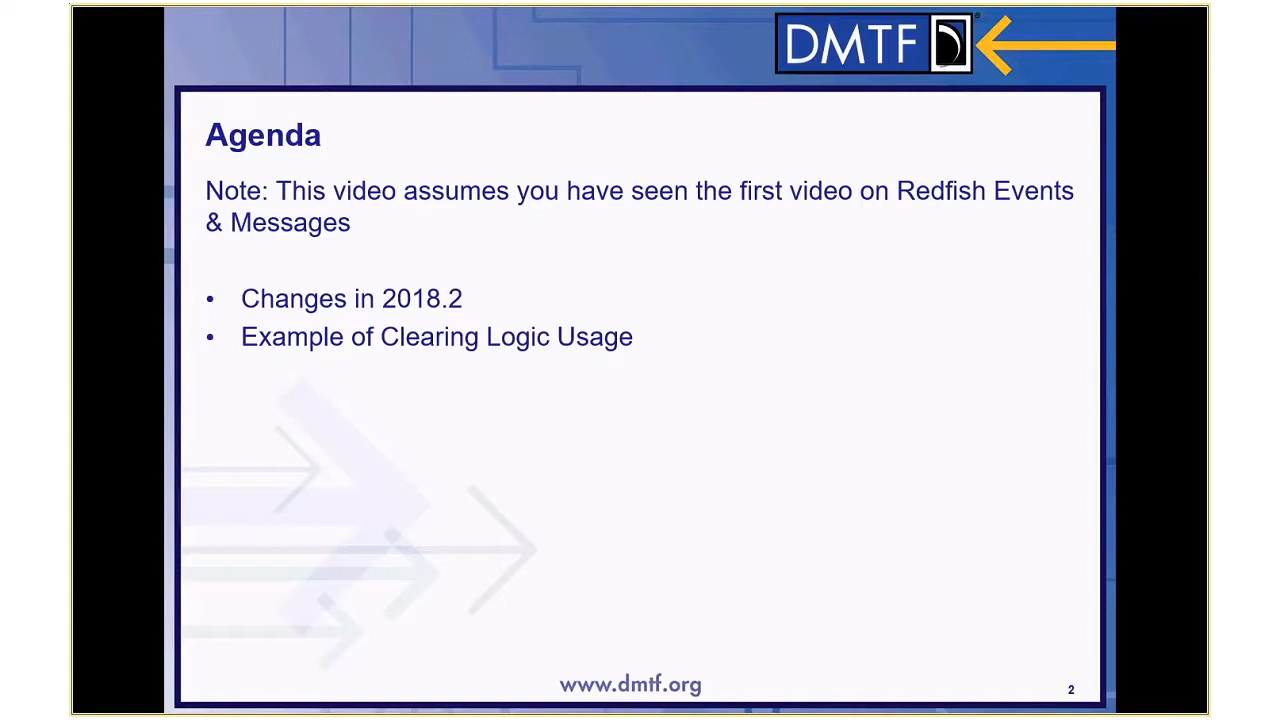 DMTF
Agenda
Note: This video assumes you have seen the first video on Redfish Events
& Messages
• Changes in 2018.2
• Example of Clearing Logic Usage
www.dmtf.org
2